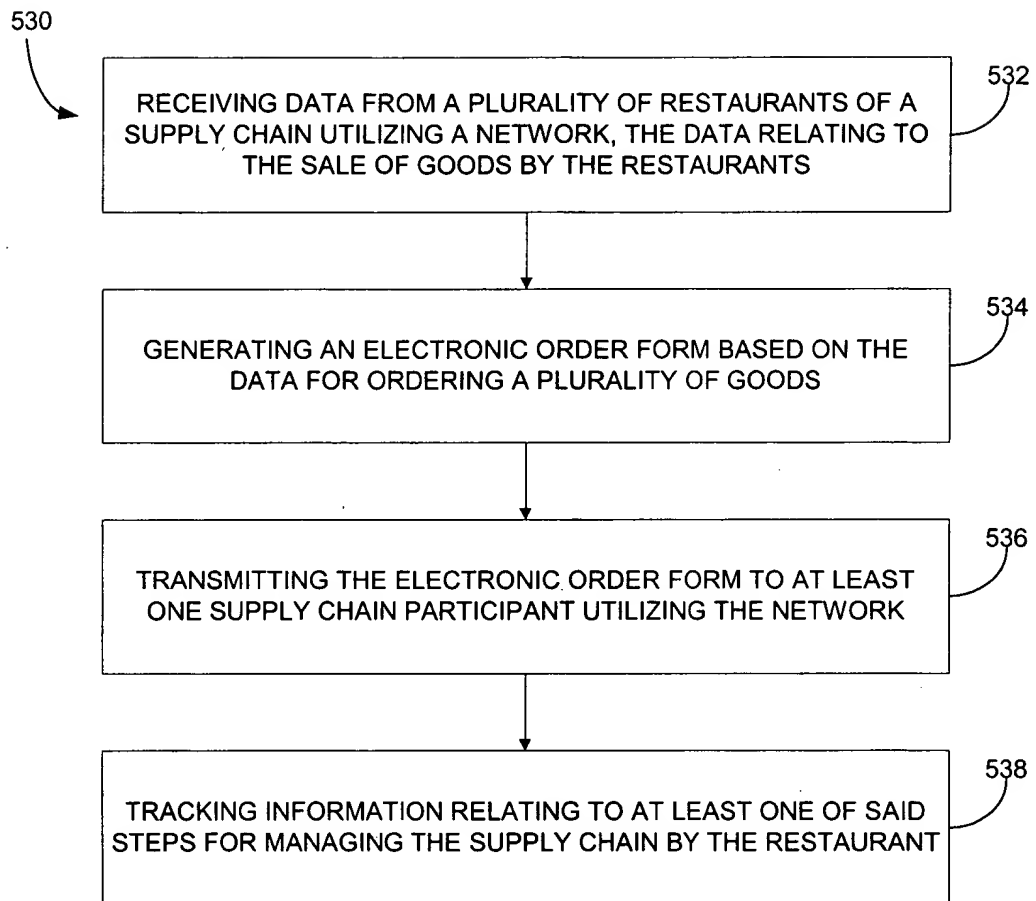 530
532
RECEIVING DATA FROM A PLURALITY OF RESTAURANTS OF A
SUPPLY CHAIN UTILIZING A NETWORK, THE DATA RELATING TO
THE SALE OF GOODS BY THE RESTAURANTS
534
GENERATING AN ELECTRONIC ORDER FORM BASED ON THE
DATA FOR ORDERING A PLURALITY OF GOODS
536
TRANSMITTING THE ELECTRONIC ORDER FORM TO AT LEAST
ONE SUPPLY CHAIN PARTICIPANT UTILIZING THE NETWORK
538
TRACKING INFORMATION RELATING TO AT LEAST ONE OF SAID
STEPS FOR MANAGING THE SUPPLY CHAIN BY THE RESTAURANT